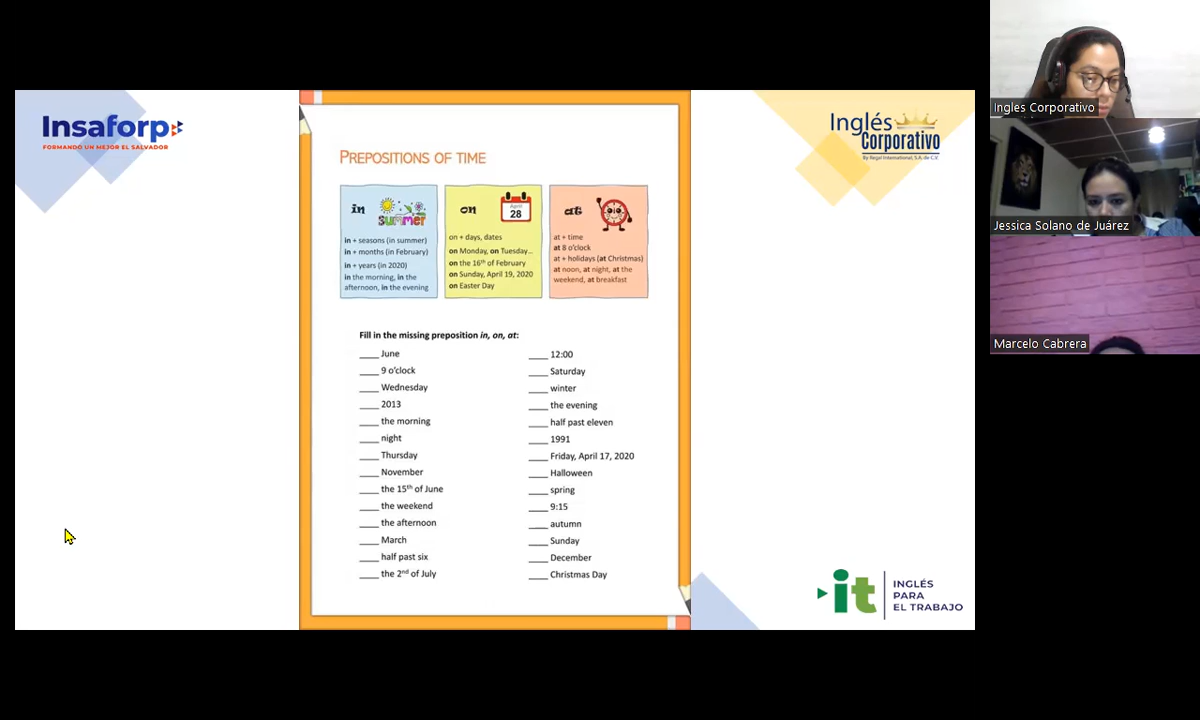 Insaforp
FORMANDO UN MEJOR EL SALVADOR
Inglés
Corporativo
By Regal International, S.A. de C.V.
PREPOSITIONS OF TIME
in
summer
in + seasons (in summer)
in + months (in February)
in + years (in 2020)
in the morning, in the
afternoon, in the evening
on
April
28
on + days, dates
on Monday, on Tuesday...
on the 16th of February
on Sunday, April 19, 2020
on Easter Day
at
at + time
at 8 o'clock
at + holidays (at Christmas)
at noon, at night, at the
weekend, at breakfast
Fill in the missing preposition in, on, at:
____ June
____ 9 o'clock
____ Wednesday
____ 2013
____ the morning
____ night
____ Thursday
____ November
____ the 15th of June
____ the weekend
____ the afternoon
____ March
____ half past six
____ the 2nd of July
____ 12:00
____ Saturday
____ winter
____ the evening
____ half past eleven
____ 1991
____ Friday, April 17, 2020
____ Halloween
____ spring
____ 9:15
____ autumn
____ Sunday
____ December
____ Christmas Day
it
INGLÉS
PARA
EL TRABAJO
Ingles Corporativo
Jessica Solano de Juárez
Marcelo Cabrera